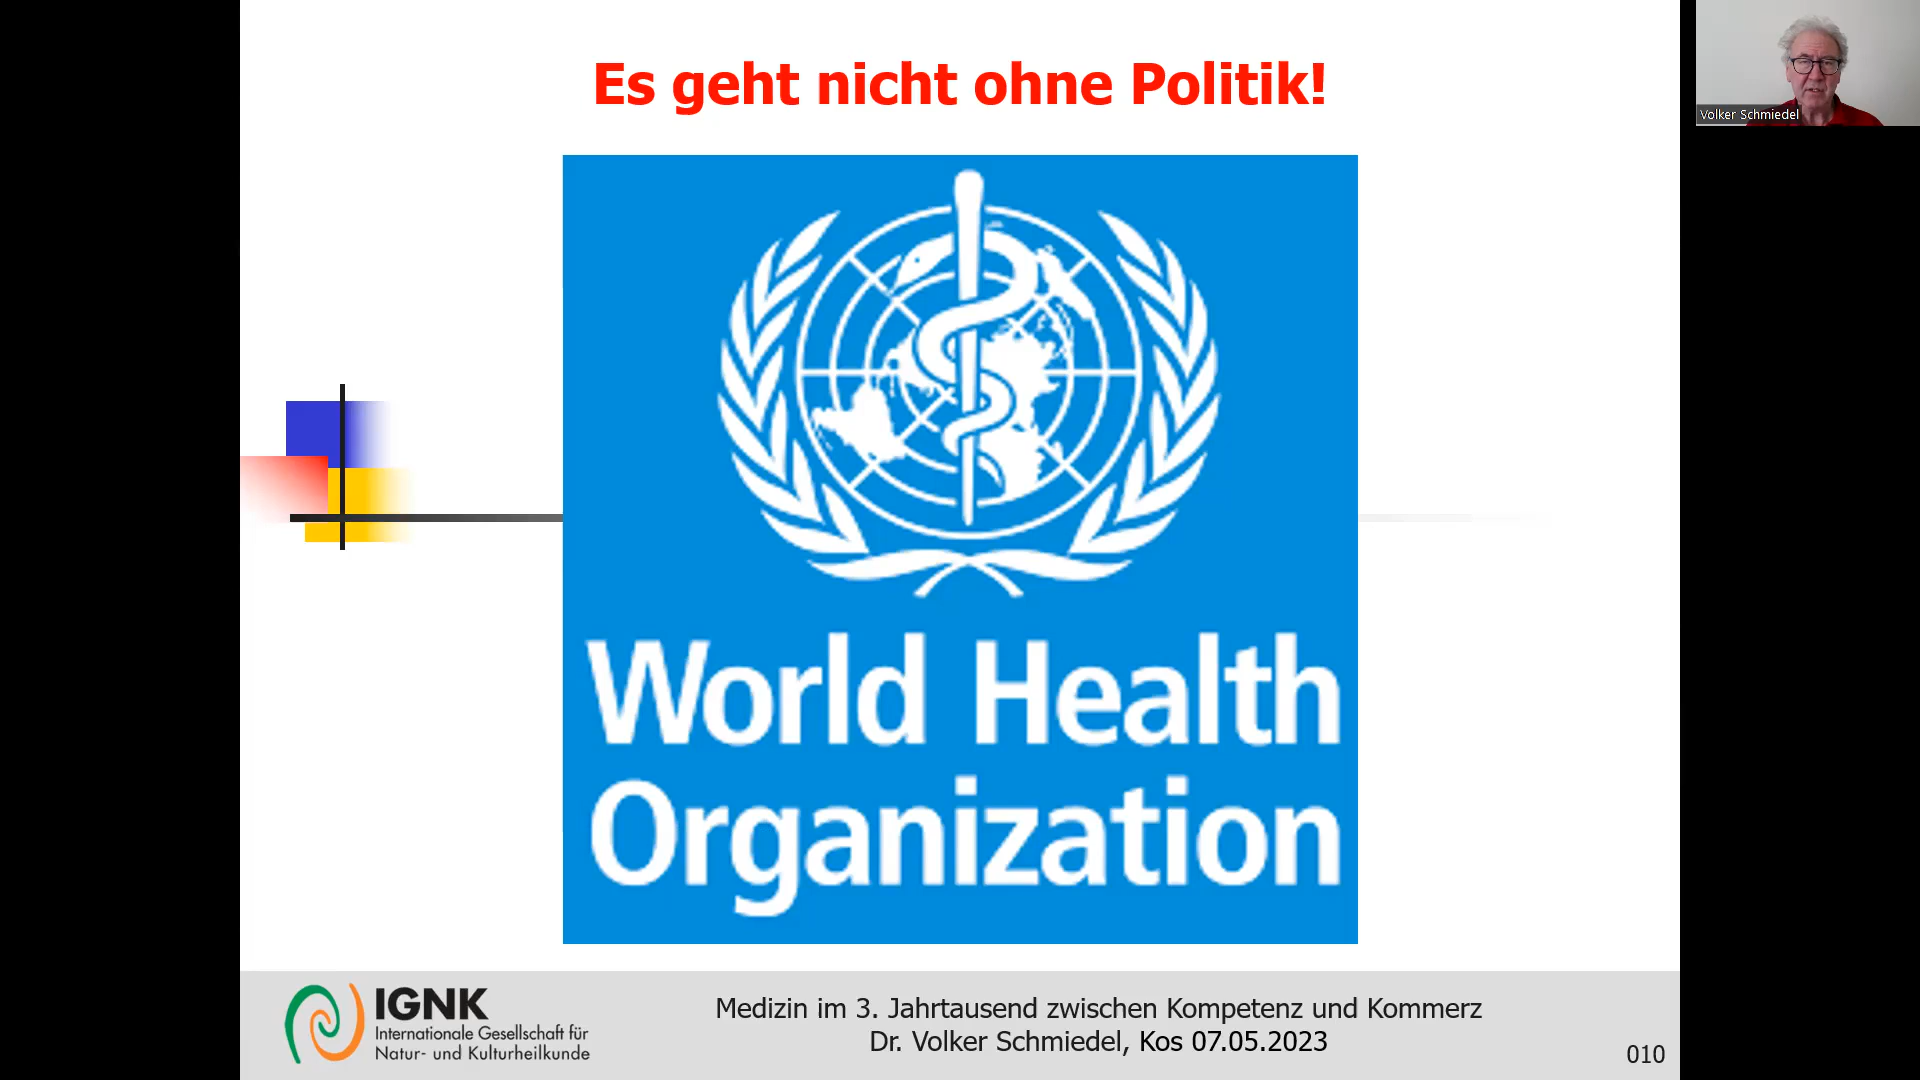 Es geht nicht ohne Politik!
Volker Schmiedel
World Health
Organization
IGNK
Internationale Gesellschaft für
Natur- und Kulturheilkunde
Medizin im 3. Jahrtausend zwischen Kompetenz und Kommerz
Dr. Volker Schmiedel, Kos 07.05.2023
010